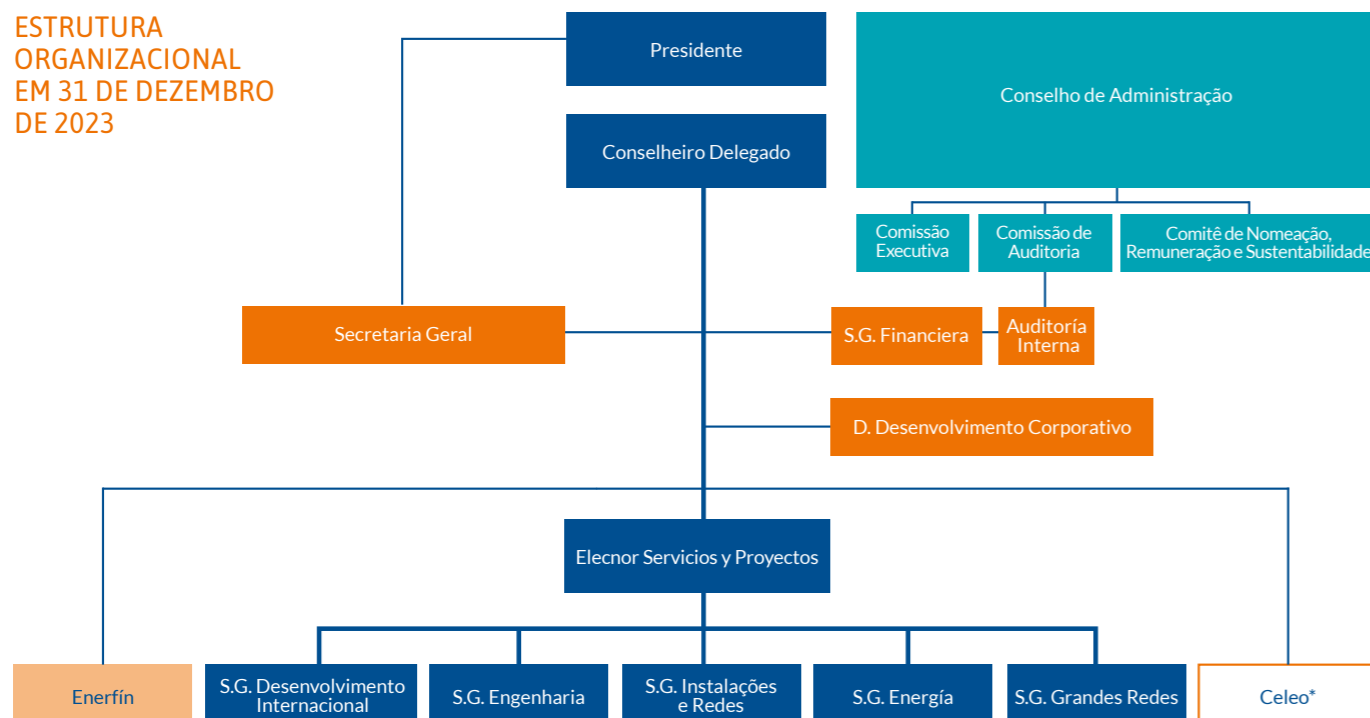 ESTRUTURA
ORGANIZACIONAL
EM 31 DE DEZEMBRO
DE 2023
Presidente
Conselho de Administração
Conselheiro Delegado
Comissão
Executiva
Comissão de
Auditoria
Comitê de Nomeação,
Remuneração e Sustentabilidade
Secretaria Geral
S.G. Financiera
Auditoría
Interna
D. Desenvolvimento Corporativo
Elecnor Servicios y Proyectos
Enerfín
S.G. Desenvolvimento
Internacional
S.G. Engenharia
S.G. Instalações
e Redes
S.G. Energía
S.G. Grandes Redes
Celeo*